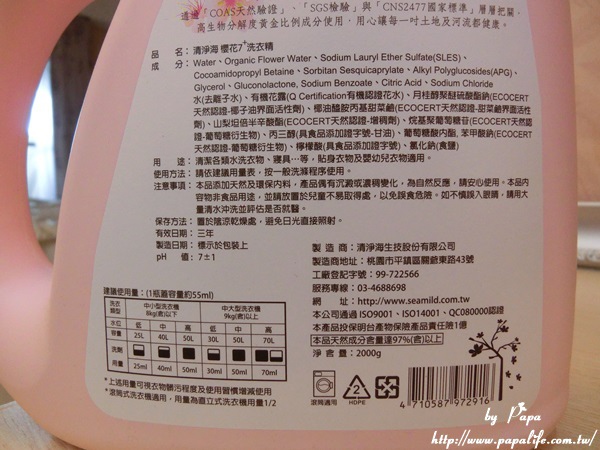 透過「COAS天然驗證」、「SGS檢驗」與「CNS2477國家標準」層層把關,
高生物分解度黃金比例成分使用，用心讓每一吋土地及河流都健康。
品　　名：清淨海 櫻花7⁺洗衣精
成　　分：Water、Organic Flower Water、Sodium Lauryl Ether Sulfate(SLES)、
Cocoamidopropyl Betaine、Sorbitan Sesquicaprylate、Alkyl Polyglucosides(APG)、
Glycerol、Gluconolactone、Sodium Benzoate、Citric Acid、Sodium Chloride
水(去離子水)、有機花露(Q Certification有機認證花水)、月桂醇聚醚硫酸酯鈉(ECOCERT
天然認證-椰子油界面活性劑)、椰油醯胺丙基甜菜鹼(ECOCERT天然認證-甜菜鹼界面活性
劑)、山梨坦倍半辛酸酯(ECOCERT天然認證-增稠劑)、烷基聚葡萄糖苷(ECOCERT天然
認證-葡萄糖衍生物)、丙三醇(具食品添加證字號-甘油)、葡萄糖酸內酯、苯甲酸鈉(ECOCERT
天然認證-葡萄糖衍生物)、檸檬酸(具食品添加證字號)、氯化鈉(食鹽)
用　　途：清潔各類水洗衣物、寢具…等，貼身衣物及嬰幼兒衣物適用。
使用方法：請依建議用量表，按一般洗滌程序使用。
注意事項：本品添加天然及環保內料，產品偶有沉澱或濃稠變化，為自然反應，請安心使用。本品內
容物非食品用途，並請放置於兒童不易取得處，以免誤食危險。如不慎誤入眼睛，請用大
量清水沖洗並評估是否就醫。
保存方法：置於陰涼乾燥處，避免日光直接照射。
有效日期：三年
製造日期：標示於包裝上
pH　值：7±1
製 造 商：清淨海生技股份有限公司
製造商地址：桃園市平鎮區關爺東路43號
工廠登記字號：99-722566
服務專線：03-4688698
網　　址：http://www.seamild.com.tw
本公司通過 ISO9001、ISO14001、QC080000認證
本產品投保明台產物保險產品責任險1億
本品天然成分含量達97%(含)以上
淨 含 量：2000g
建議使用量：(1瓶蓋容量約55ml)
洗衣類型 中小型洗衣機 8kg(含)以下 中大型洗衣機 9kg(含)以上
水位 低 中 高 低 中 高
容量 25L 40L 50L 30L 50L 70L
洗劑
用量 25ml 40ml 50ml 30ml 50ml 70ml
*上述用量可視衣物髒污程度及使用習慣增減使用
*滾筒式洗衣機適用，用量為直立式洗衣機用量1/2
滾筒適用
2
HDPE
4 710587 972916
by Papa
http://www.papalife.com.tw/